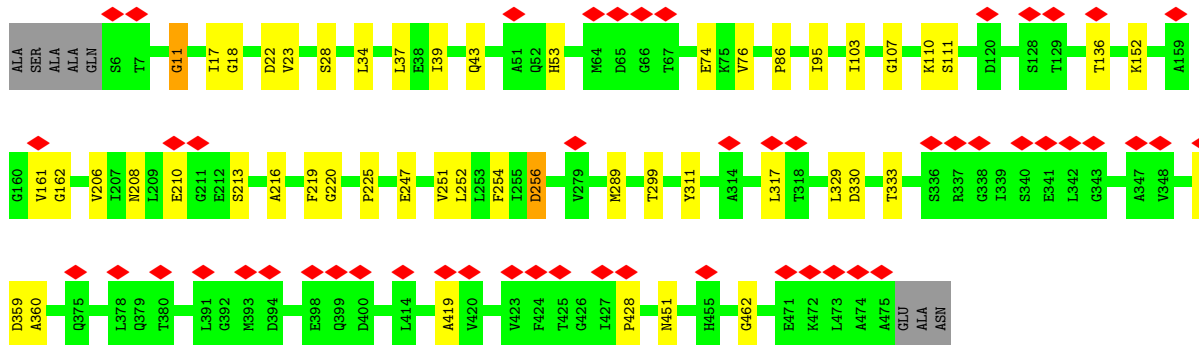 ALA SER ALA ALA GLN S6 T7 G11 I17 G18 D22 V23 S28 L34 L37 E38 I39 Q43 A51 Q52 H53 M64 D65 G66 T67 E74 K75 V76 P86 I95 I103 G107 K110 S111 D120 S128 T129 T136 K152 A159
G160 V161 G162 V206 I207 N208 L209 E210 G211 E212 S213 A216 F219 G220 P225 E247 V251 L252 L253 F254 I255 D256 V279 M289 T299 Y311 A314 L317 T318 L329 D330 T333 S336 R337 G338 I339 S340 E341 L342 G343 A347 V348
D359 A360 Q375 L378 Q379 T380 L391 G392 M393 D394 E398 Q399 D400 L414 A419 V420 V423 F424 T425 G426 I427 P428 N451 H455 G462 E471 K472 L473 A474 A475 GLU ALA ASN